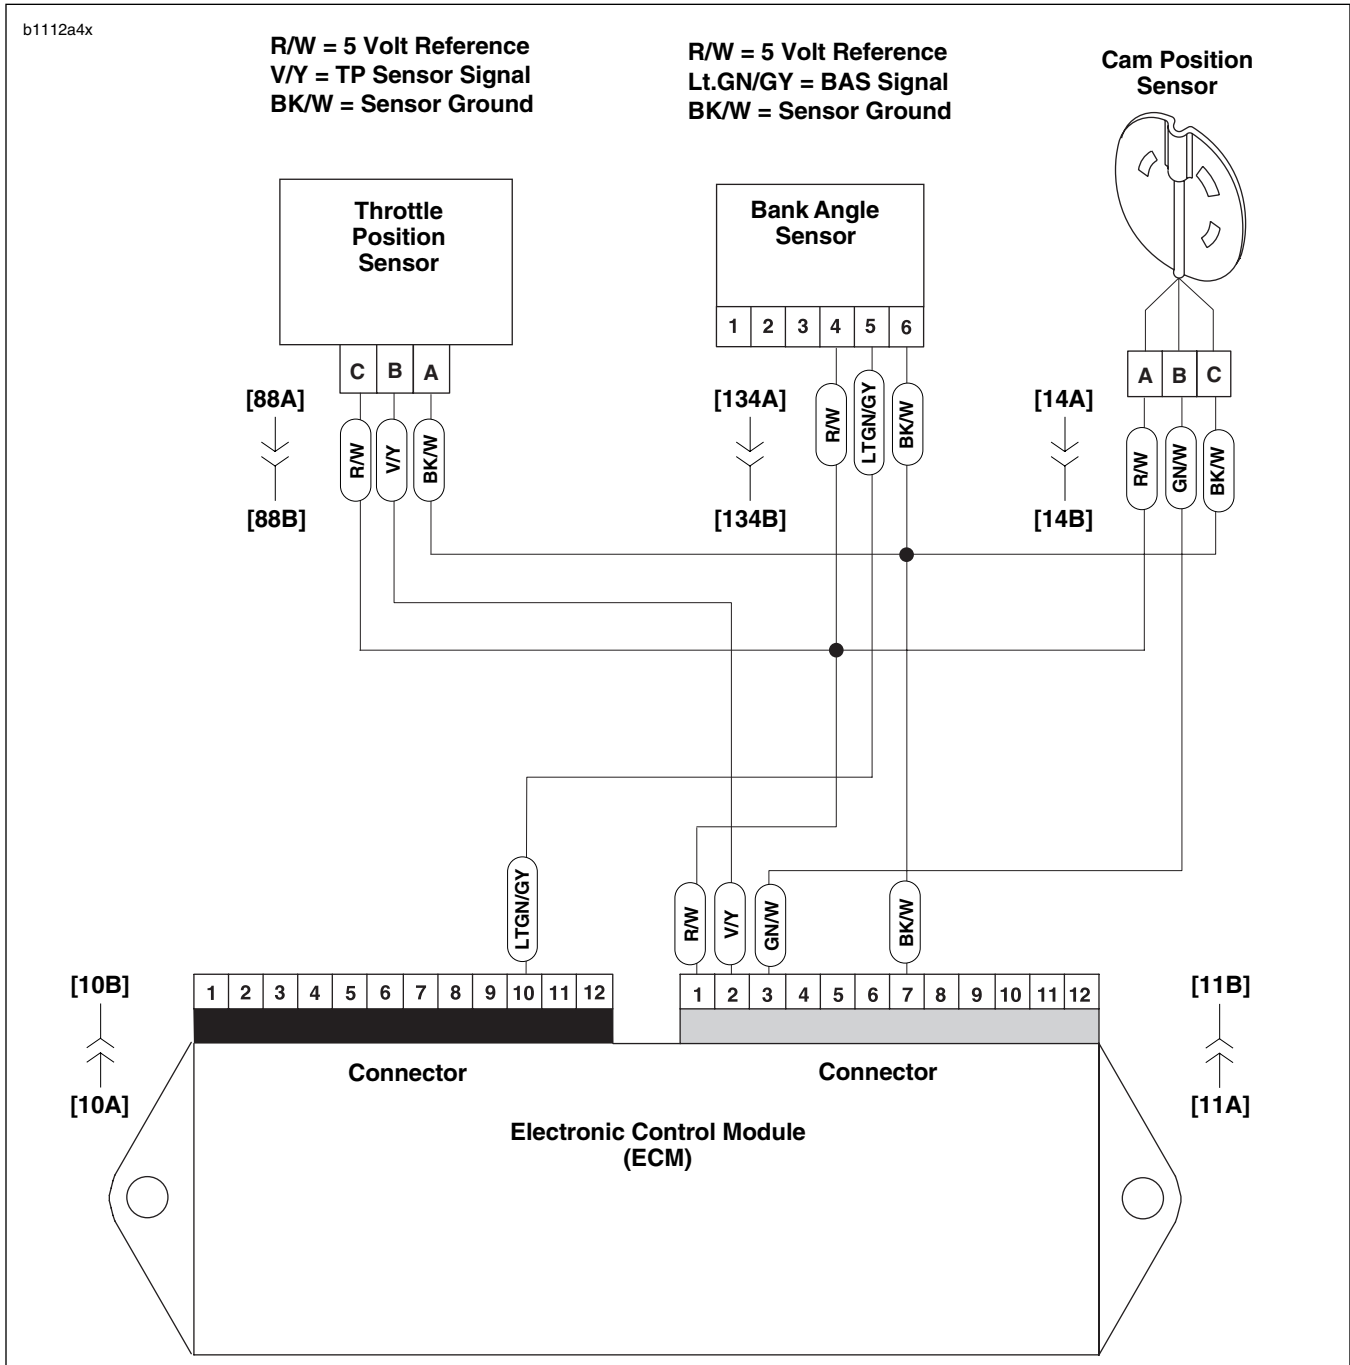 b1112a4x
R/W = 5 Volt Reference
V/Y = TP Sensor Signal
BK/W = Sensor Ground
R/W = 5 Volt Reference
Lt.GN/GY = BAS Signal
BK/W = Sensor Ground
Cam Position
Sensor
Throttle
Position
Sensor
Bank Angle
Sensor
1 2 3 4 5 6
C B A
A B C
[88A]
[88B]
R/W
V/Y
BK/W
[134A]
[134B]
R/W
LTGN/GY
BK/W
[14A]
[14B]
R/W
GN/W
BK/W
LTGN/GY
R/W
V/Y
GN/W
BK/W
[10B]
[10A]
1 2 3 4 5 6 7 8 9 10 11 12
1 2 3 4 5 6 7 8 9 10 11 12
[11B]
[11A]
Connector
Connector
Electronic Control Module
(ECM)